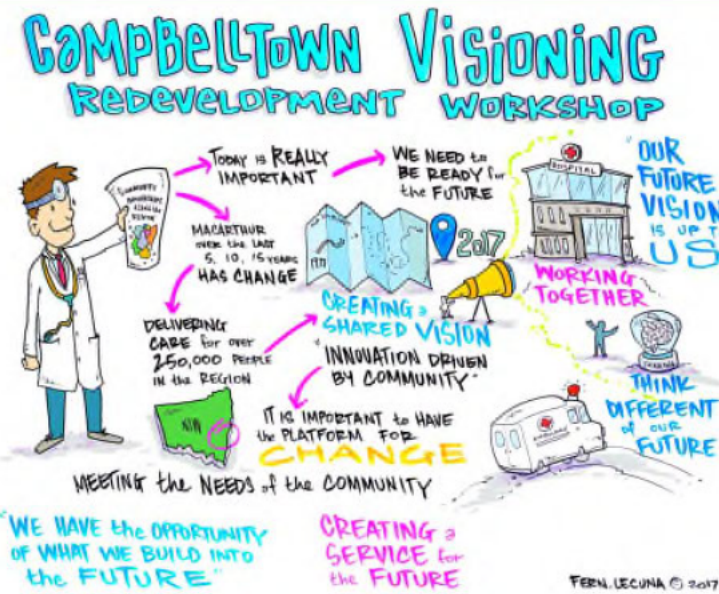 CAMPBELLTOWN VISIONING
REDEVELOPMENT WORKSHOP
COMMUNITY
TODAY is REALLY
IMPORTANT
WE NEED to
BE READY for
the FUTURE
MACARTHUR
over the LAST
5, 10, 15 YEARS
HAS CHANGE
DELIVERING
CARE for over
250,000 PEOPLE
IN the REGION
1977
2017
CREATING a
SHARED VISION
"INNOVATION DRIVEN
BY COMMUNITY"
IT IS IMPORTANT to HAVE
the PLATFORM FOR
CHANGE
MEETING the NEEDS of the COMMUNITY
HOSPITAL
"OUR
FUTURE
VISION
IS UP T
US
WORKING
TOGETHER
THINK
DIFFERENT
of OUR
FUTURE
AMBULANCE
"WE HAVE the OPPORTUNITY
OF WHAT WE BUILD INTO
the FUTURE"
CREATING a
SERVICE for
the FUTURE
FERN.LECUNA © 2017